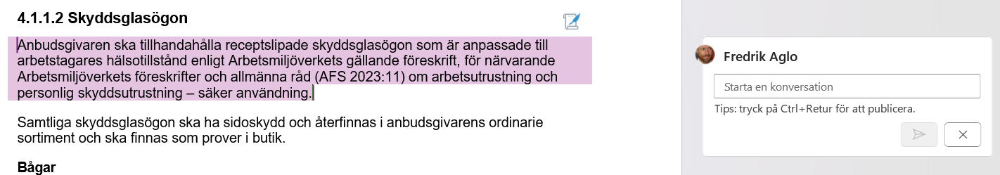 4.1.1.2 Skyddsglasögon
Anbudsgivaren ska tillhandahålla receptslipade skyddsglasögon som är anpassade till
arbetstagares hälsotillstånd enligt Arbetsmiljöverkets gällande föreskrift, för närvarande
Arbetsmiljöverkets föreskrifter och allmänna råd (AFS 2023:11) om arbetsutrustning och
personlig skyddsutrustning – säker användning.
Samtliga skyddsglasögon ska ha sidoskydd och återfinnas i anbudsgivarens ordinarie
sortiment och ska finnas som prover i butik.
Bågar
Fredrik Aglo
Starta en konversation
Tips: tryck på Ctrl+Retur för att publicera.